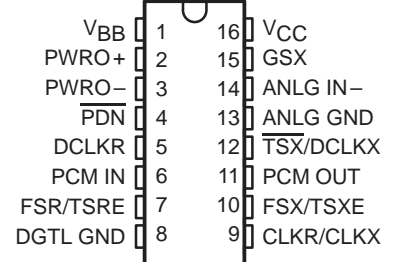 VBB 1 16 VCC
PWRO+ 2 15 GSX
PWRO− 3 14 ANLG IN−
PDN 4 13 ANLG GND
DCLKR 5 12 TSX/DCLKX
PCM IN 6 11 PCM OUT
FSR/TSRE 7 10 FSX/TSXE
DGTL GND 8 9 CLKR/CLKX